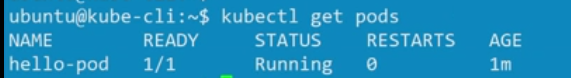 ubuntu@kube-cli:~$ kubectl get pods
NAME READY STATUS RESTARTS AGE
hello-pod 1/1 Running 0 1m